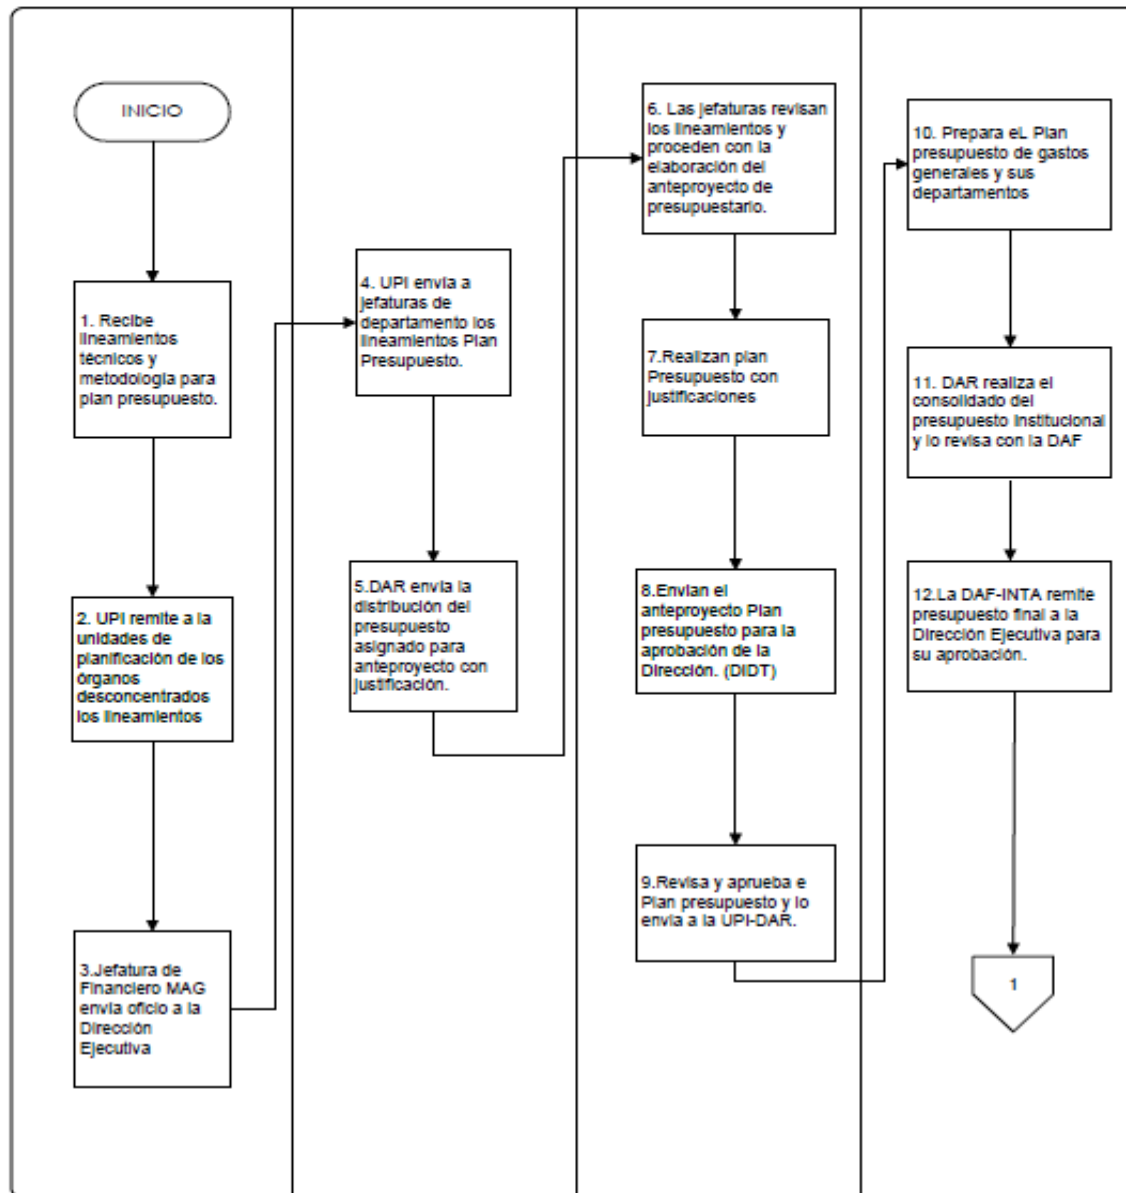 INICIO
1. Recibe
lineamientos
técnicos y
metodología para
plan presupuesto.
2. UPI remite a la
unidades de
planificación de los
órganos
desconcentrados
los lineamientos
3.Jefatura de
Financiero MAG
envía oficio a la
Dirección
Ejecutiva
4. UPI envía a
jefaturas de
departamento los
lineamientos Plan
Presupuesto.
5.DAR envía la
distribución del
presupuesto
asignado para
anteproyecto con
justificación.
6. Las jefaturas revisan
los lineamientos y
proceden con la
elaboración del
anteproyecto de
presupuestario.
7.Realizan plan
Presupuesto con
justificaciones
8.Envían el
anteproyecto Plan
presupuesto para la
aprobación de la
Dirección. (DIDT)
9.Revisa y aprueba e
Plan presupuesto y lo
envía a la UPI-DAR.
10. Prepara eL Plan
presupuesto de gastos
generales y sus
departamentos
11. DAR realiza el
consolidado del
presupuesto Institucional
y lo revisa con la DAF
12.La DAF-INTA remite
presupuesto final a la
Dirección Ejecutiva para
su aprobación.
1